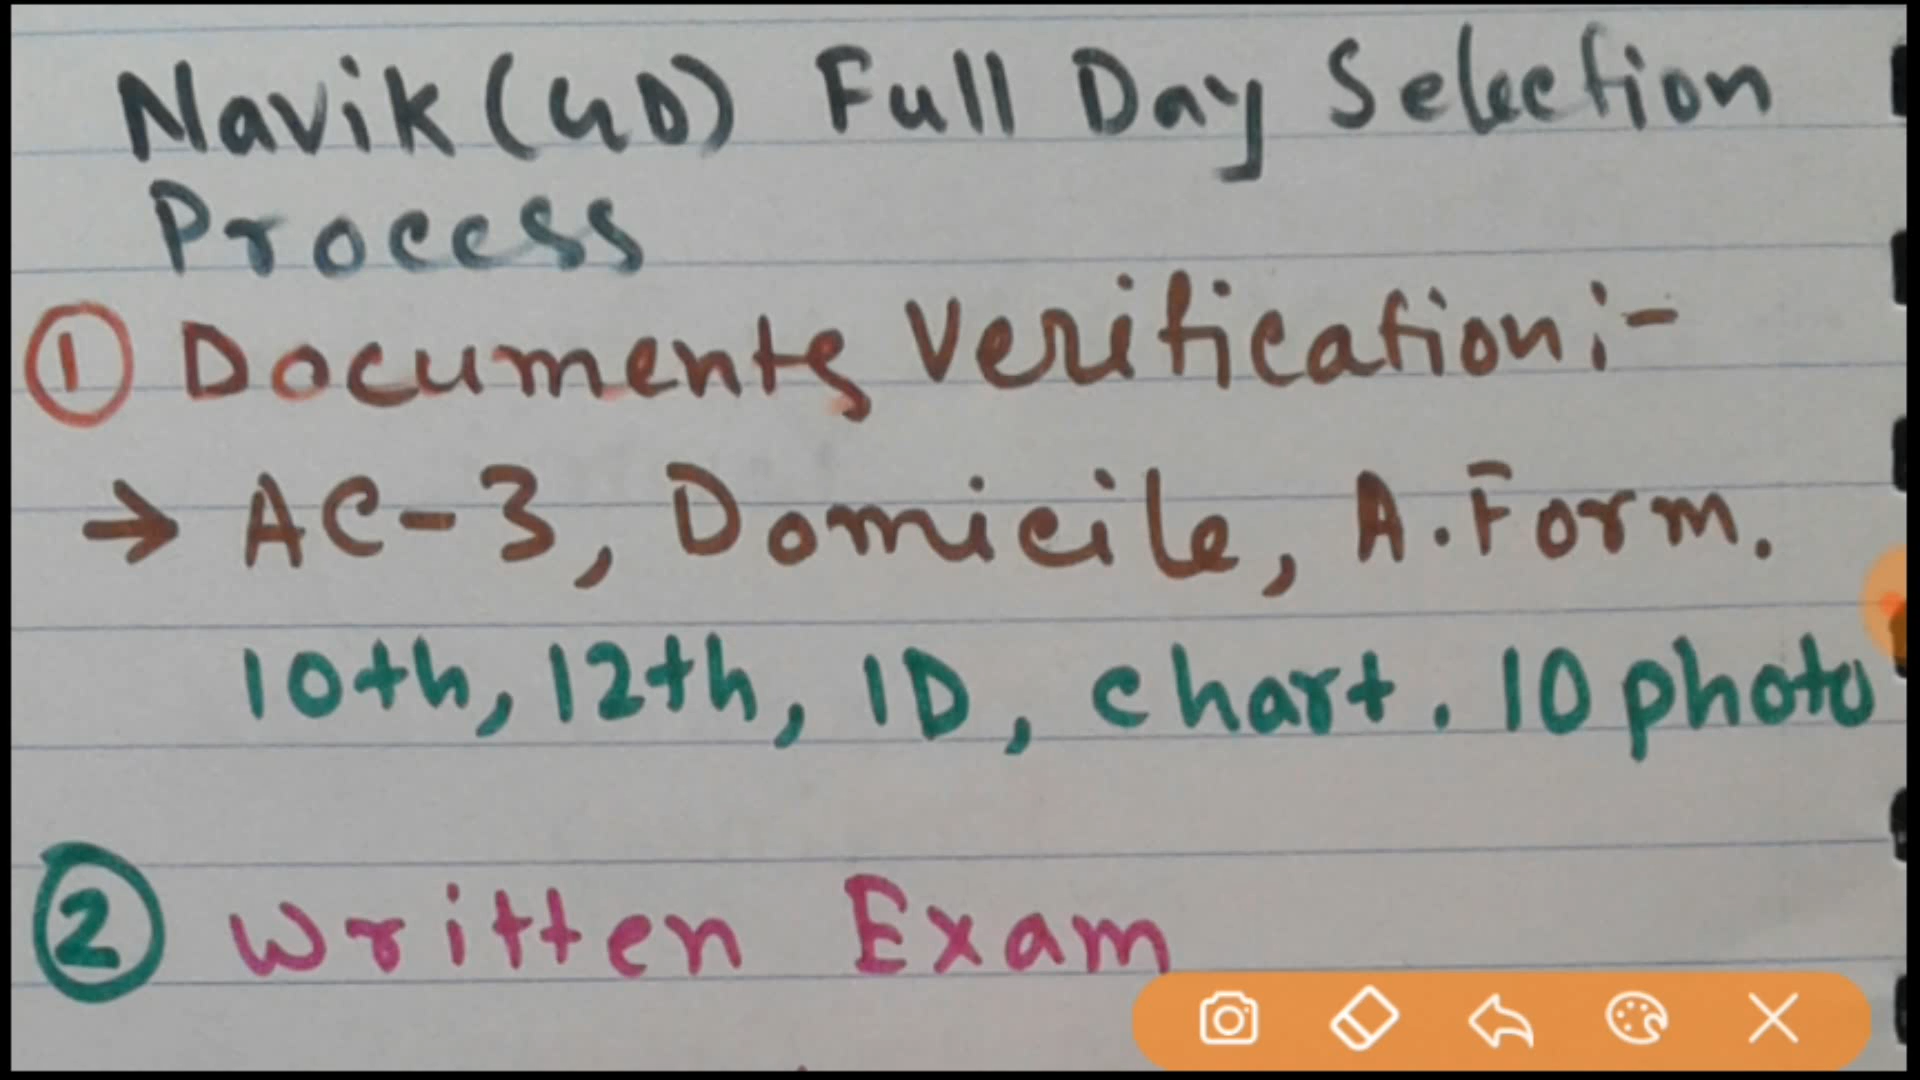 Navik (GD) Full Day Selection
Process
1 Documents Verification:-
→ AC-3, Domicile, A.Form.
10th, 12th, ID, chart. 10 photo
2 Written Exam